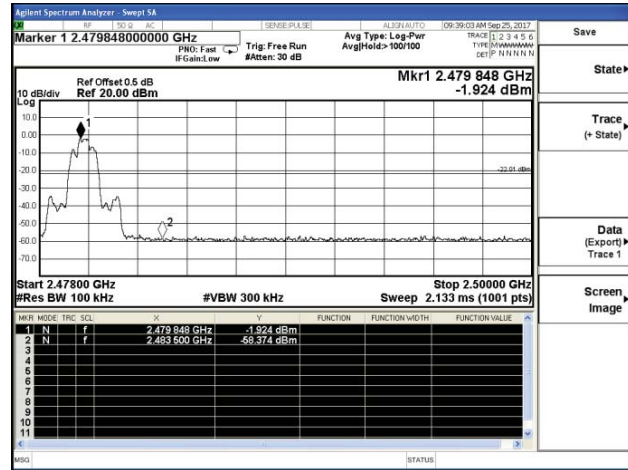 Agilent Spectrum Analyzer - Swept SA
RF 50 Ω AC SENSE:PULSE ALIGN AUTO 09:39:03 AM Sep 25, 2017
Marker 1 2.479848000000 GHz
PNO: Fast
IFGain:Low
Trig: Free Run
#Atten: 30 dB
Avg Type: Log-Pwr
Avg|Hold:> 100/100
TRACE 1 2 3 4 5 6
TYPE
DET P N N N N N
Ref Offset 0.5 dB
10 dB/div Ref 20.00 dBm
Mkr1 2.479 848 GHz
-1.924 dBm
Log
10.0
0.00
-10.0
-20.0
-30.0
-40.0
-50.0
-60.0
-70.0
1
2
-22.01 dBm
Start 2.47800 GHz Stop 2.50000 GHz
#Res BW 100 kHz #VBW 300 kHz Sweep 2.133 ms (1001 pts)
MKR MODE TRC SCL X Y FUNCTION FUNCTION WIDTH FUNCTION VALUE
1 N f 2.479 848 GHz -1.924 dBm
2 N f 2.483 500 GHz -58.374 dBm
3
4
5
6
7
8
9
10
11
MSG STATUS
Save
State
Trace
(+ State)
Data
(Export)
Trace 1
Screen
Image